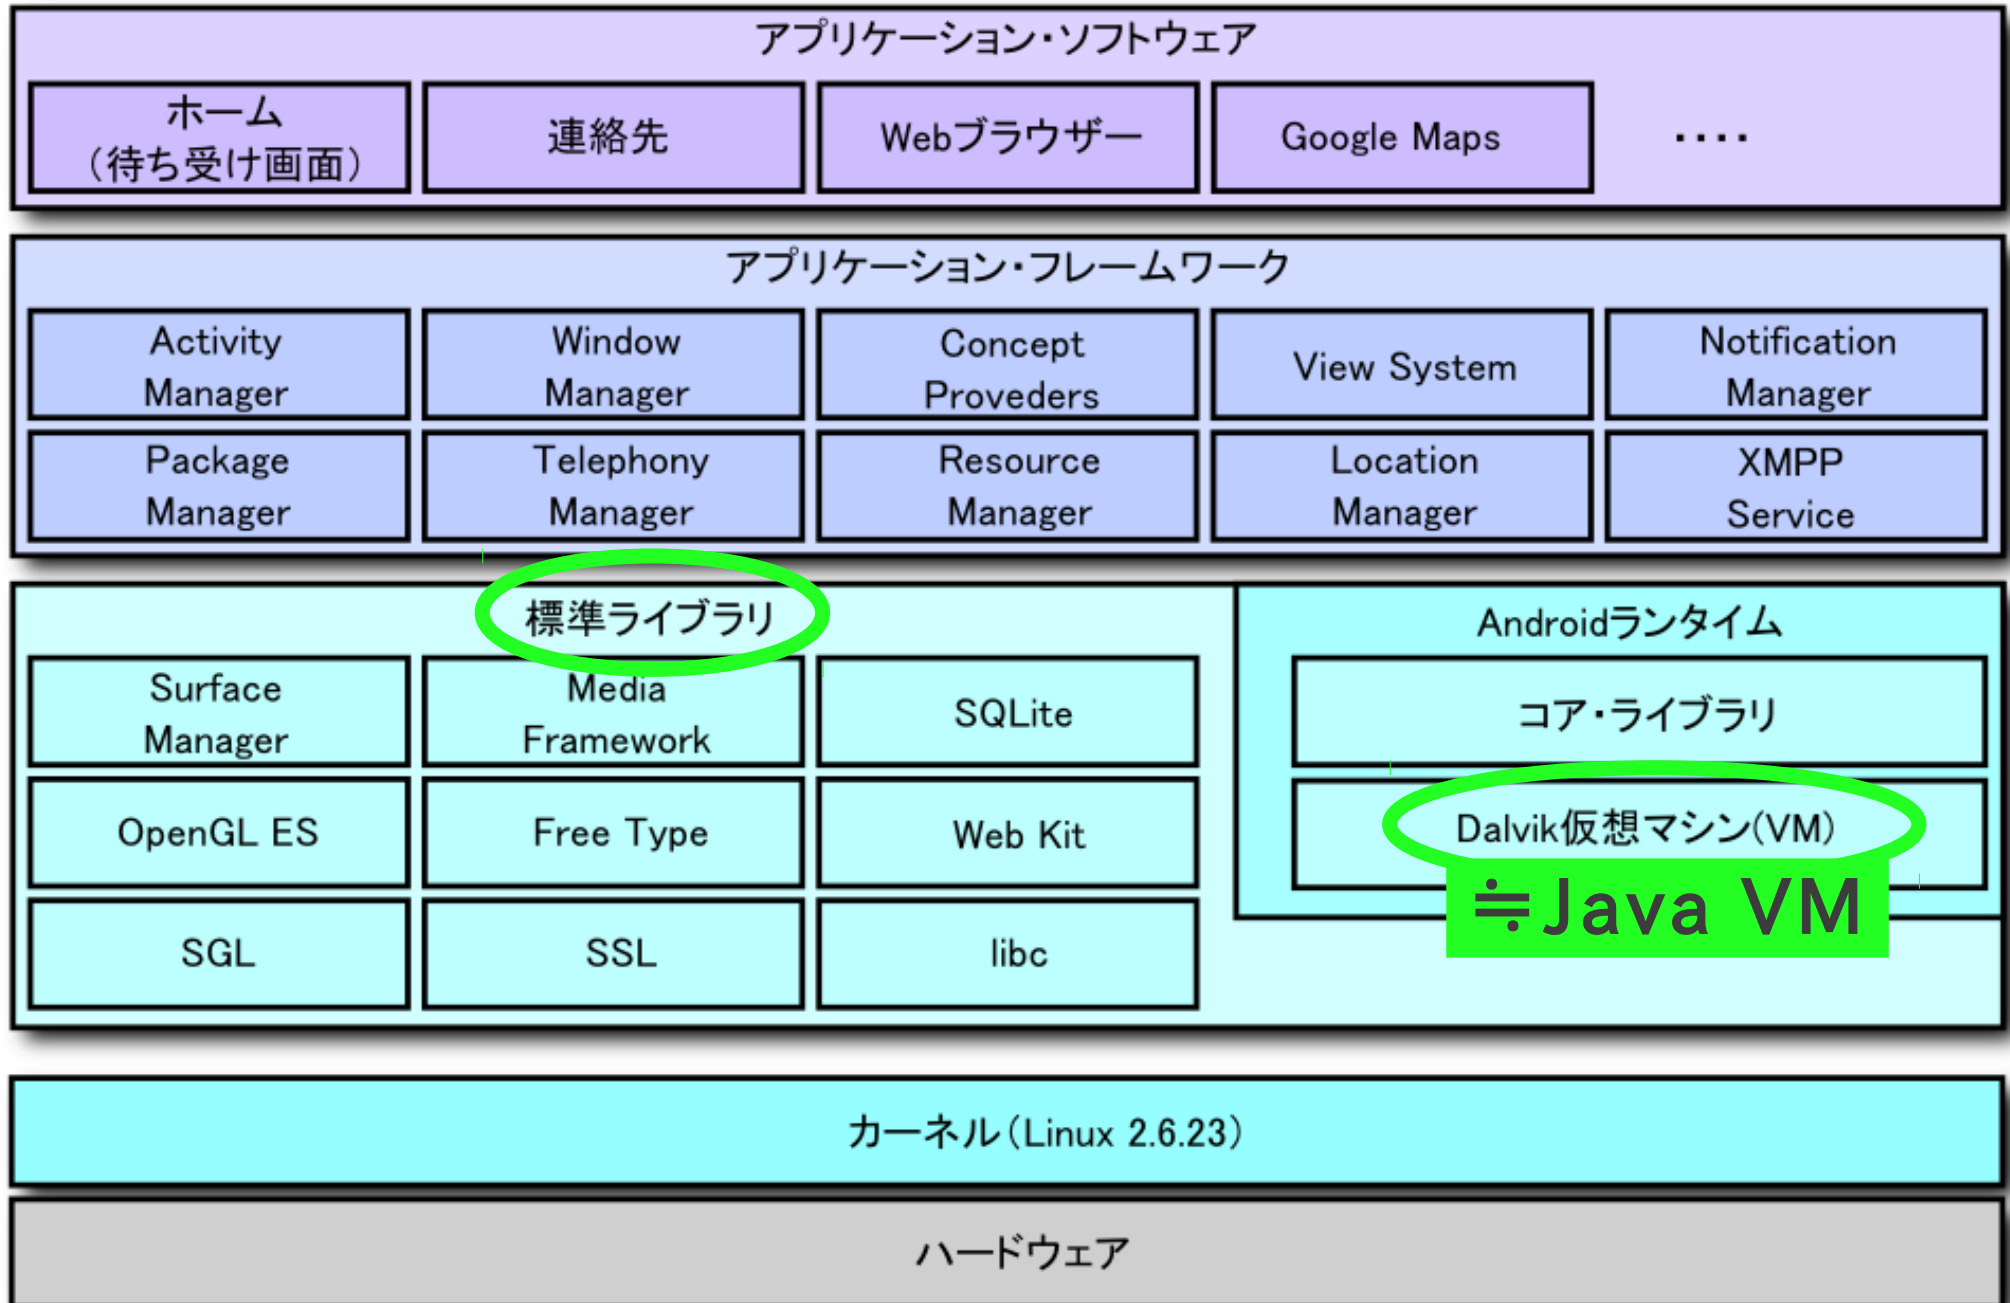 アプリケーション・ソフトウェア
ホーム
（待ち受け画面）
連絡先
Webブラウザー
Google Maps
････
アプリケーション・フレームワーク
Activity
Manager
Window
Manager
Concept
Proveders
View System
Notification
Manager
Package
Manager
Telephony
Manager
Resource
Manager
Location
Manager
XMPP
Service
標準ライブラリ
Surface
Manager
Media
Framework
SQLite
OpenGL ES
Free Type
Web Kit
SGL
SSL
libc
Androidランタイム
コア・ライブラリ
Dalvik仮想マシン(VM)
≒Java VM
カーネル（Linux 2.6.23）
ハードウェア